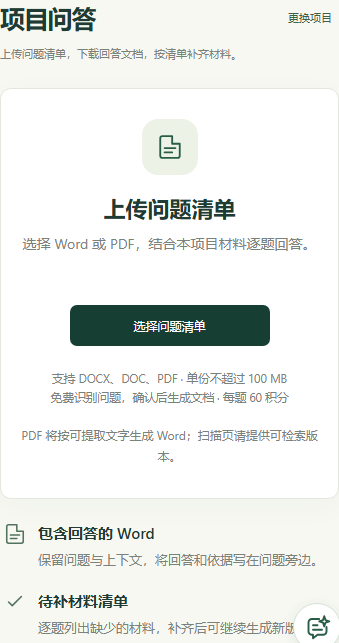 项目问答
更换项目
上传问题清单，下载回答文档，按清单补齐材料。
上传问题清单
选择 Word 或 PDF，结合本项目材料逐题回答。
选择问题清单
支持 DOCX、DOC、PDF · 单份不超过 100 MB
免费识别问题，确认后生成文档 · 每题 60 积分
PDF 将按可提取文字生成 Word；扫描页请提供可检索版
本。
包含回答的 Word
保留问题与上下文，将回答和依据写在问题旁边。
待补材料清单
逐题列出缺少的材料，补齐后可继续生成新版